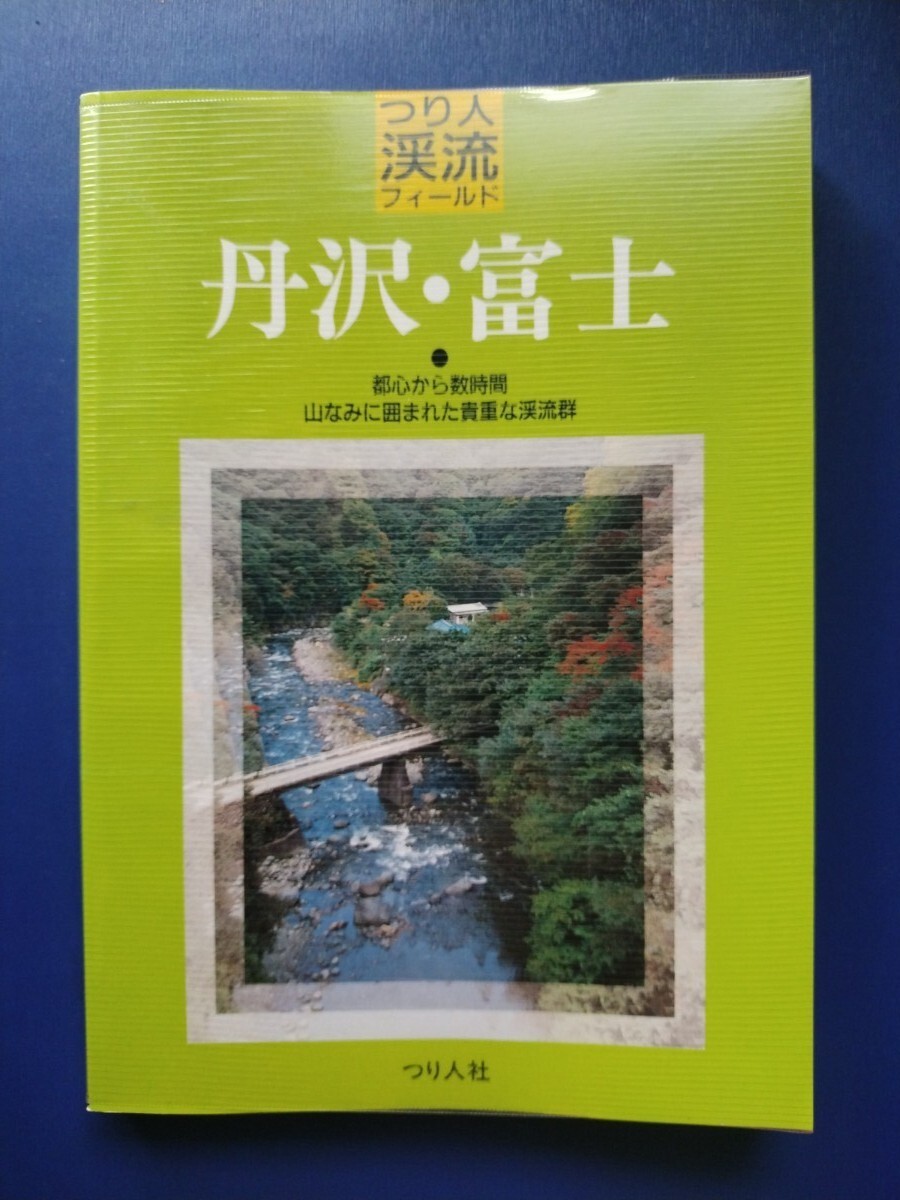 つり人
渓流
フィールド
丹沢・富士
●
都心から数時間
山なみに囲まれた貴重な渓流群
つり人社